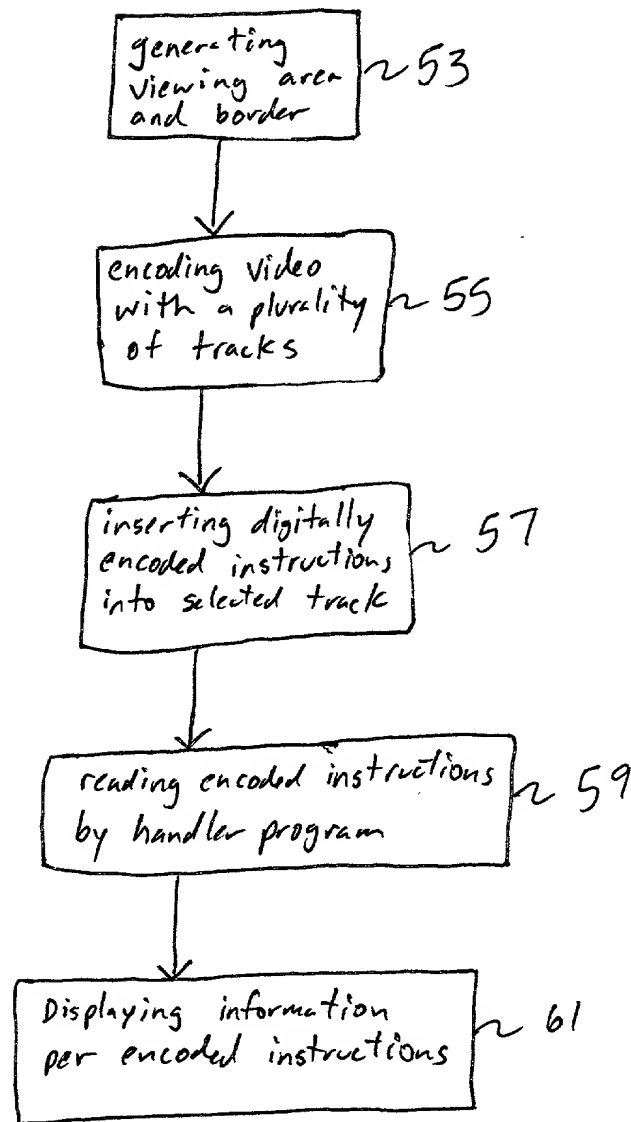 generating
viewing area
and border
~ 53
encoding video
with a plurality
of tracks
~ 55
inserting digitally
encoded instructions
into selected track
~ 57
reading encoded instructions
by handler program
~ 59
Displaying information
per encoded instructions
~ 61